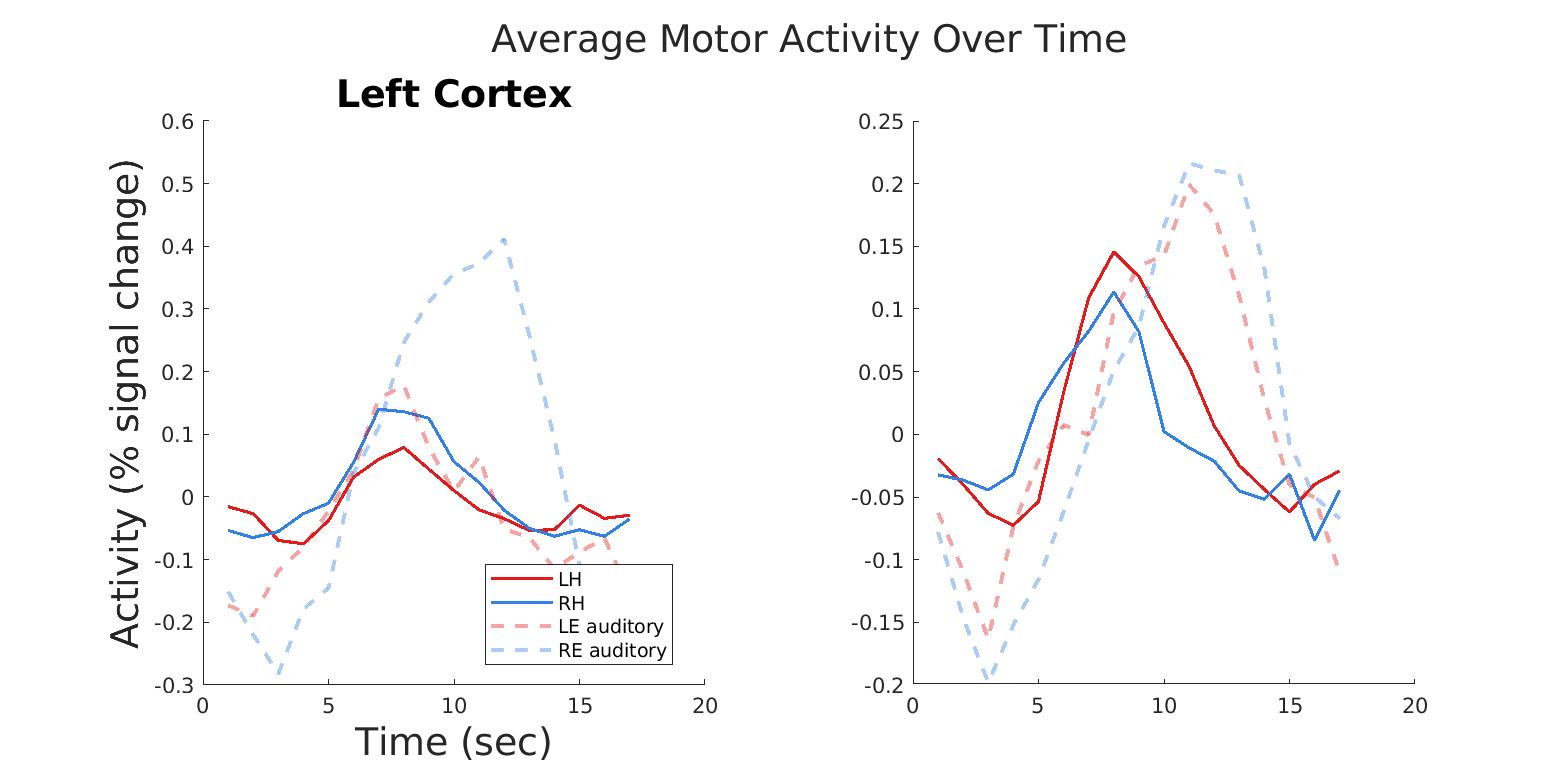 Average Motor Activity Over Time
Left Cortex
Activity (% signal change)
0.6
0.5
0.4
0.3
0.2
0.1
0
-0.1
-0.2
-0.3
0 5 10 15 20
Time (sec)
LH
RH
LE auditory
RE auditory
0.25
0.2
0.15
0.1
0.05
0
-0.05
-0.1
-0.15
-0.2
0 5 10 15 20